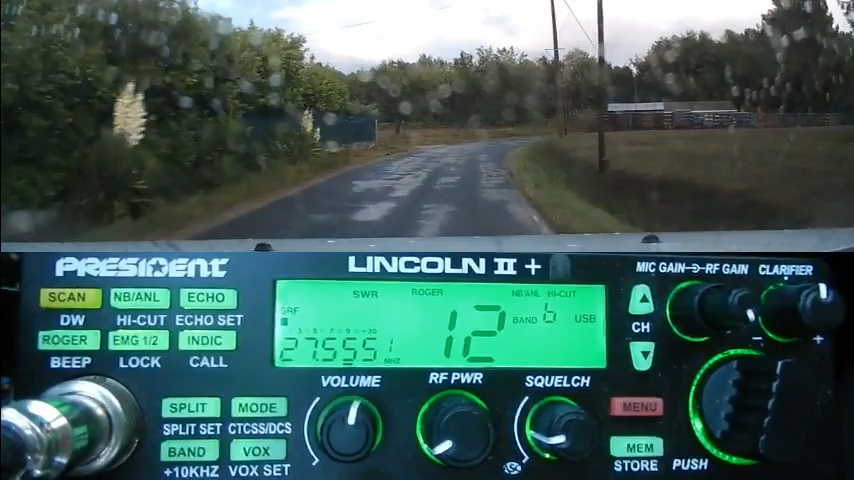 PRESIDENT
LINCOLN II +
MIC GAIN RF GAIN CLARIFIER
SCAN NB/ANL ECHO
DW HI-CUT ECHO SET
ROGER EMG 1/2 INDIC
BEEP LOCK CALL
SWR ROGER NB/ANL HI-CUT
SRF 12 BAND 6 USB
27.555 MHZ
CH
VOLUME RF PWR SQUELCH
SPLIT MODE
SPLIT SET CTCSS/DCS
BAND VOX
+10KHZ VOX SET
MENU
MEM
STORE PUSH